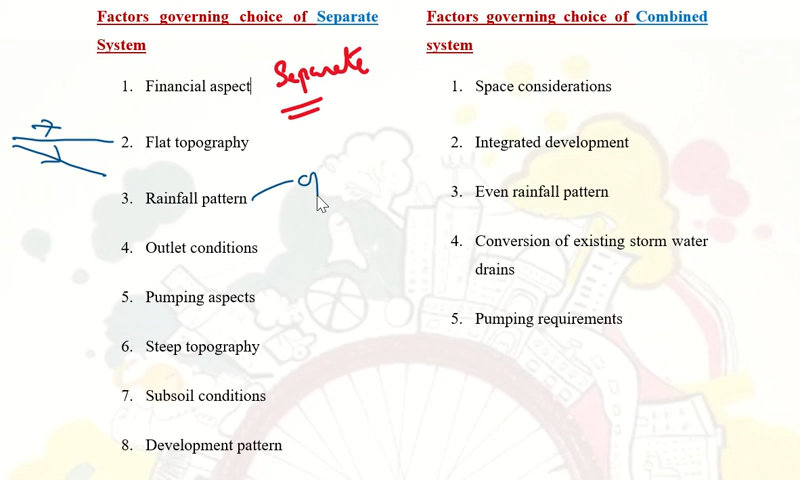 Factors governing choice of Separate
System
Separate
1. Financial aspect
2. Flat topography
3. Rainfall pattern
4. Outlet conditions
5. Pumping aspects
6. Steep topography
7. Subsoil conditions
8. Development pattern
Factors governing choice of Combined
system
1. Space considerations
2. Integrated development
3. Even rainfall pattern
4. Conversion of existing storm water
drains
5. Pumping requirements